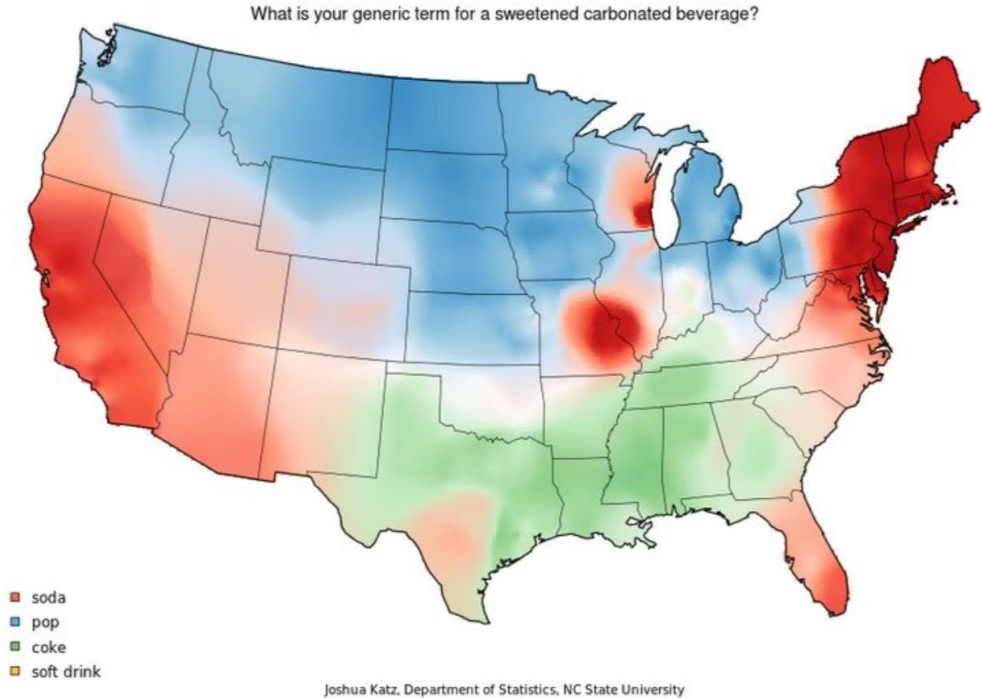 What is your generic term for a sweetened carbonated beverage?
soda
pop
coke
soft drink
Joshua Katz, Department of Statistics, NC State University